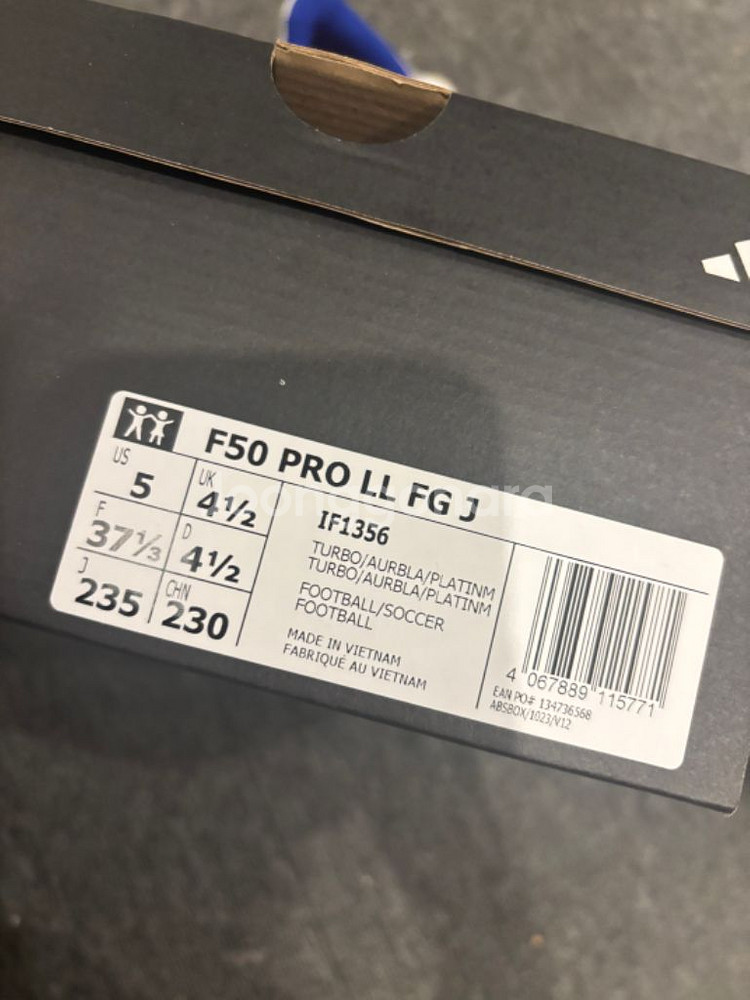 F50 PRO LL FG J
US
5
UK
4½
F
37⅓
D
4½
J
235
CHN
230
IF1356
TURBO/AURBLA/PLATINM
TURBO/AURBLA/PLATINM
FOOTBALL/SOCCER
FOOTBALL
MADE IN VIETNAM
FABRIQUÉ AU VIETNAM
4 067889 115771
EAN PO# 134736568
ABSBOX/1023/V12
joonggonara